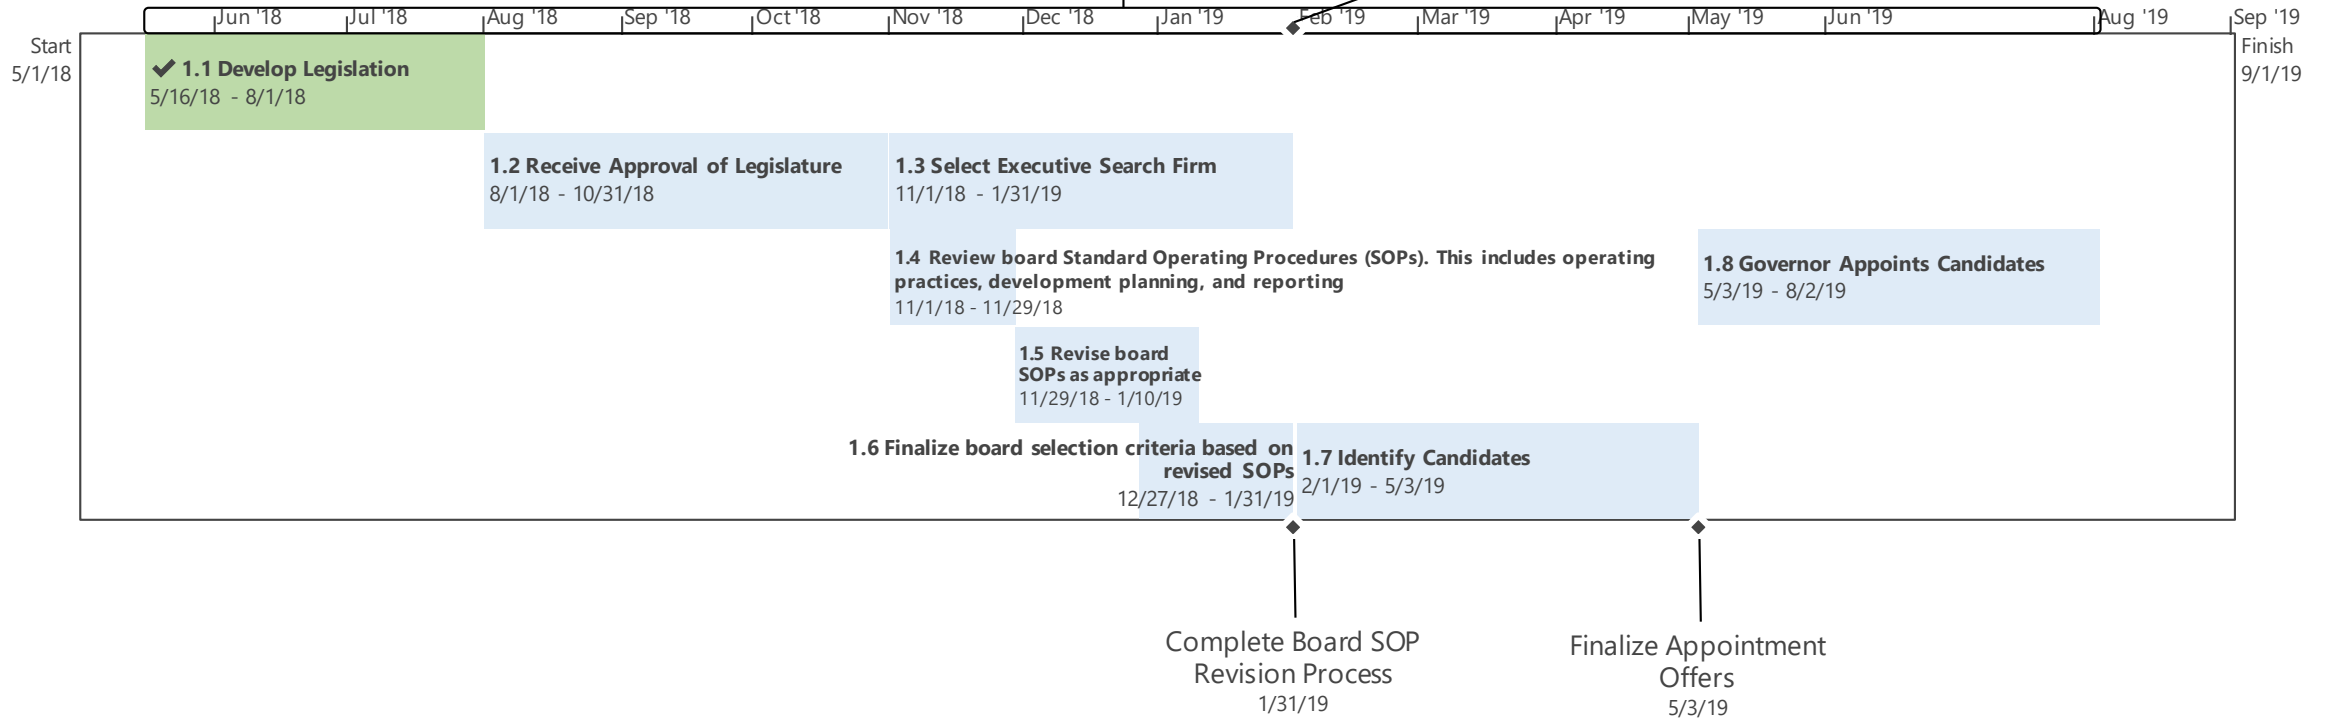 Jun '18
Jul '18
Aug '18
Sep '18
Oct '18
Nov '18
Dec '18
Jan '19
Feb '19
Mar '19
Apr '19
May '19
Jun '19
Aug '19
Sep '19
Start
5/1/18
Finish
9/1/19
✔ 1.1 Develop Legislation
5/16/18 - 8/1/18
1.2 Receive Approval of Legislature
8/1/18 - 10/31/18
1.3 Select Executive Search Firm
11/1/18 - 1/31/19
1.4 Review board Standard Operating Procedures (SOPs). This includes operating
practices, development planning, and reporting
11/1/18 - 11/29/18
1.8 Governor Appoints Candidates
5/3/19 - 8/2/19
1.5 Revise board
SOPs as appropriate
11/29/18 - 1/10/19
1.6 Finalize board selection criteria based on
revised SOPs
12/27/18 - 1/31/19
1.7 Identify Candidates
2/1/19 - 5/3/19
Complete Board SOP
Revision Process
1/31/19
Finalize Appointment
Offers
5/3/19